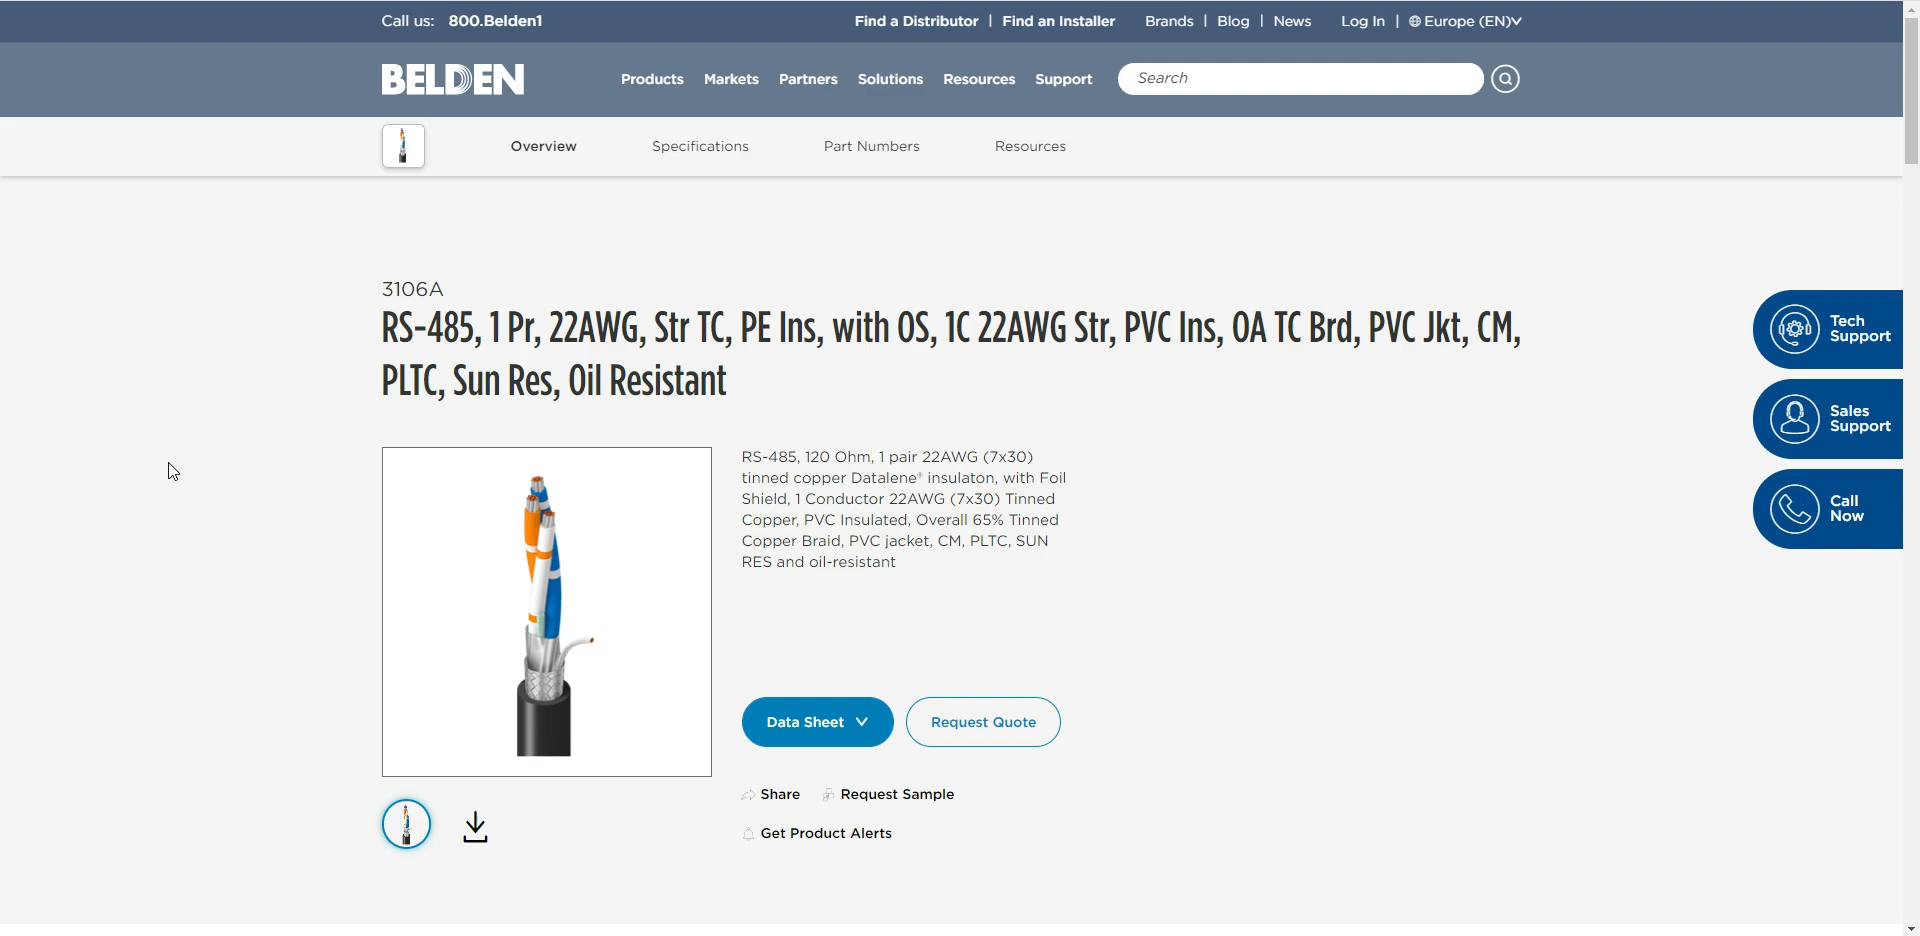 Call us: 800.Belden1
Find a Distributor | Find an Installer Brands | Blog | News Log In | Europe (EN)
BELDEN
Products Markets Partners Solutions Resources Support Search
Overview Specifications Part Numbers Resources
3106A
RS-485, 1 Pr, 22AWG, Str TC, PE Ins, with OS, 1C 22AWG Str, PVC Ins, OA TC Brd, PVC Jkt, CM,
PLTC, Sun Res, Oil Resistant
RS-485, 120 Ohm, 1 pair 22AWG (7x30)
tinned copper Datalene® insulaton, with Foil
Shield, 1 Conductor 22AWG (7x30) Tinned
Copper, PVC Insulated, Overall 65% Tinned
Copper Braid, PVC jacket, CM, PLTC, SUN
RES and oil-resistant
Data Sheet
Request Quote
Share Request Sample
Get Product Alerts
Tech
Support
Sales
Support
Call
Now